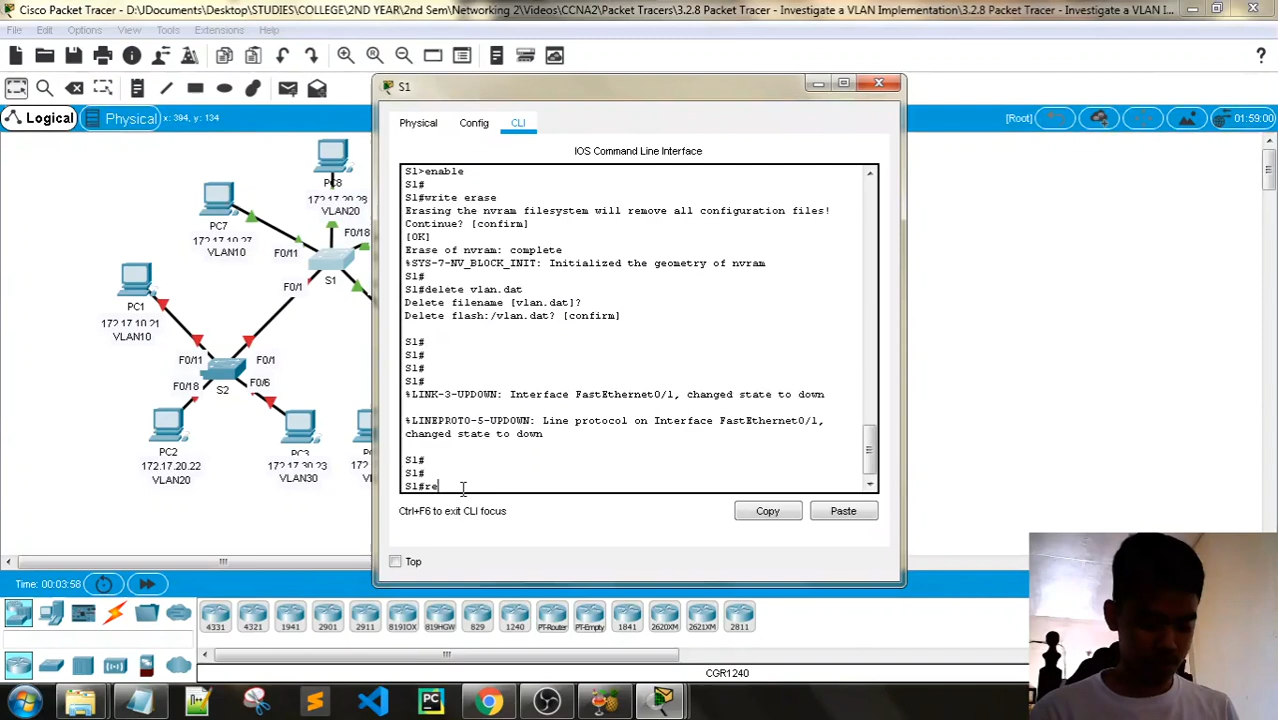 Cisco Packet Tracer - D:\JDocuments\Desktop\STUDIES\COLLEGE\2ND YEAR\2nd Sem\Networking 2\Videos\CCNA2\Packet Tracers\3.2.8 Packet Tracer - Investigate a VLAN Implementation\3.2.8 Packet Tracer - Investigate a VLAN I...
File Edit Options View Tools Extensions Help
?
Logical
Physical
x: 394, y: 134
[Root]
01:59:00
S1
Physical
Config
CLI
IOS Command Line Interface
S1>enable
S1#
S1#write erase
Erasing the nvram filesystem will remove all configuration files!
Continue? [confirm]
[OK]
Erase of nvram: complete
%SYS-7-NV_BLOCK_INIT: Initialized the geometry of nvram
S1#
S1#delete vlan.dat
Delete filename [vlan.dat]?
Delete flash:/vlan.dat? [confirm]
S1#
S1#
S1#
S1#
%LINK-3-UPDOWN: Interface FastEthernet0/1, changed state to down
%LINEPROTO-5-UPDOWN: Line protocol on Interface FastEthernet0/1,
changed state to down
S1#
S1#
S1#re
Ctrl+F6 to exit CLI focus
Copy
Paste
Top
PC8
172.17.20.28
VLAN20
PC7
172.17.10.27
VLAN10
F0/18
F0/11
S1
F0/1
PC1
172.17.10.21
VLAN10
F0/11
F0/1
S2
F0/18
F0/6
PC2
172.17.20.22
VLAN20
PC3
172.17.30.23
VLAN30
Time: 00:03:58
4331
4321
1941
2901
2911
819IOX
819HGW
829
1240
PT-Router
PT-Empty
1841
2620XM
2621XM
2811
CGR1240